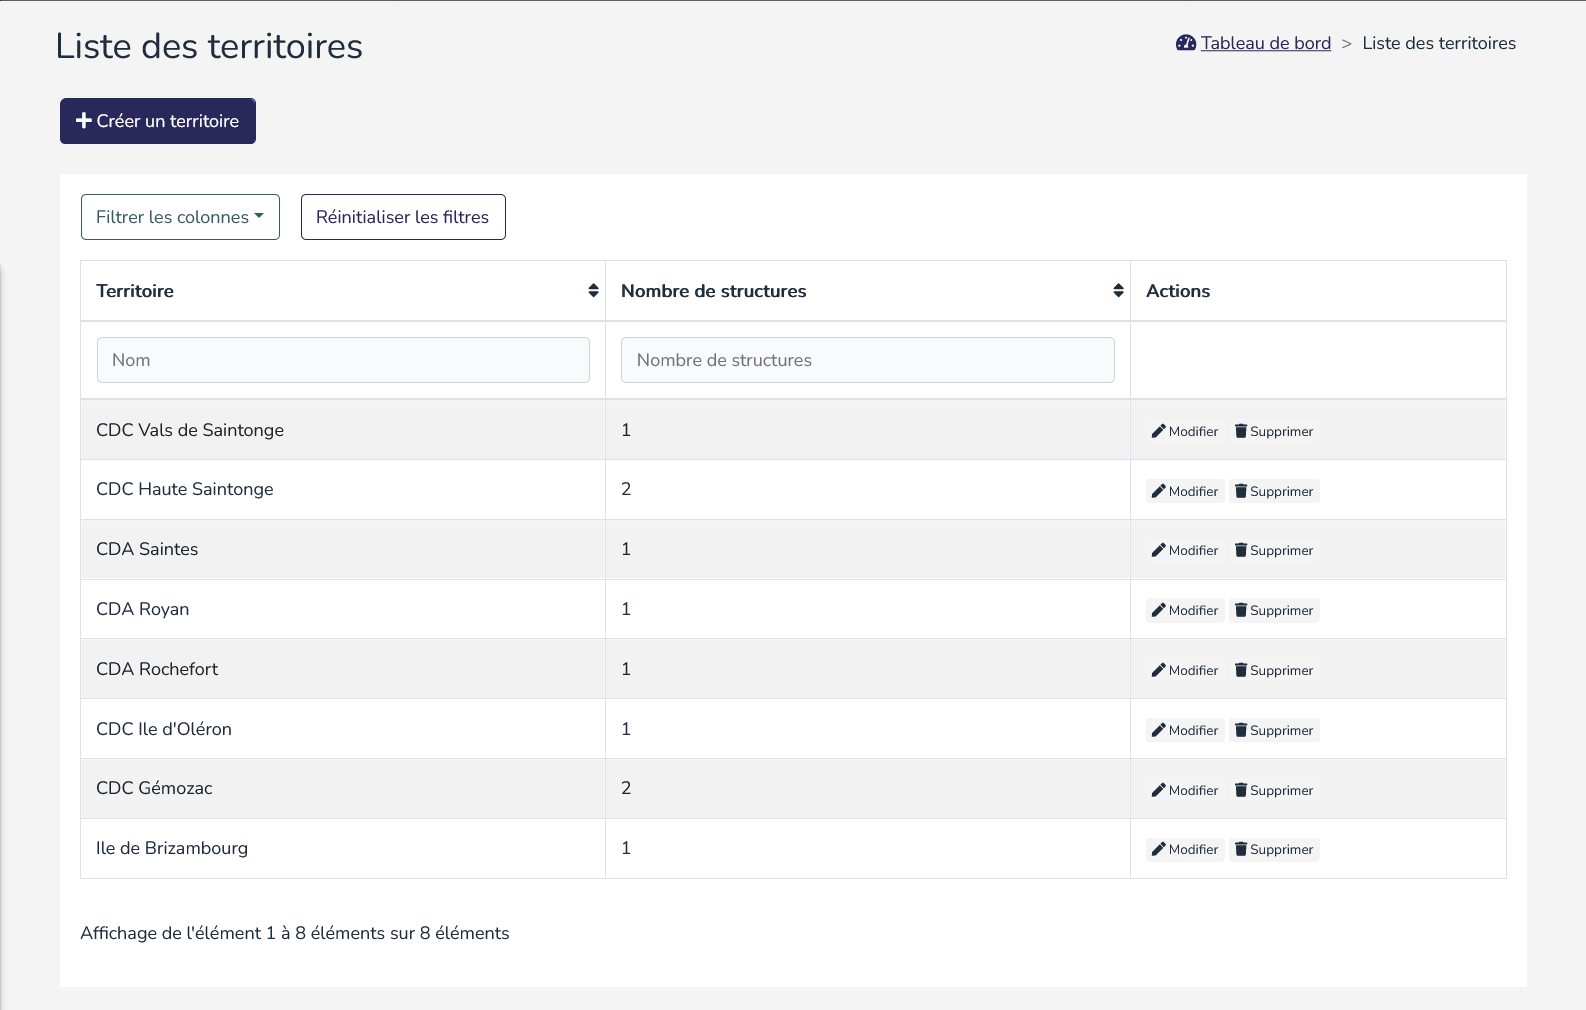 Liste des territoires
Tableau de bord > Liste des territoires
Créer un territoire
Filtrer les colonnes Réinitialiser les filtres
Territoire Nombre de structures Actions
Nom Nombre de structures
CDC Vals de Saintonge 1 Modifier Supprimer
CDC Haute Saintonge 2 Modifier Supprimer
CDA Saintes 1 Modifier Supprimer
CDA Royan 1 Modifier Supprimer
CDA Rochefort 1 Modifier Supprimer
CDC Ile d'Oléron 1 Modifier Supprimer
CDC Gémozac 2 Modifier Supprimer
Ile de Brizambourg 1 Modifier Supprimer
Affichage de l'élément 1 à 8 éléments sur 8 éléments